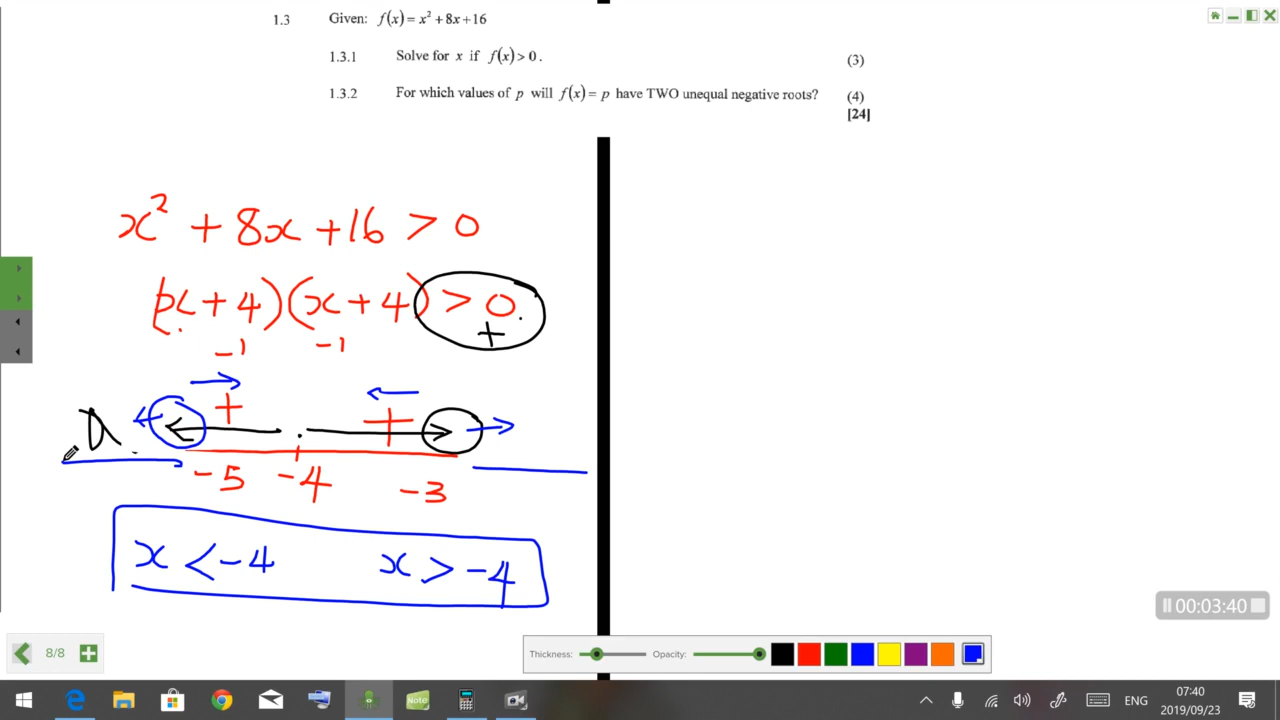 1.3 Given: f(x) = x² + 8x + 16
1.3.1 Solve for x if f(x) > 0. (3)
1.3.2 For which values of p will f(x) = p have TWO unequal negative roots? (4)
[24]
x² + 8x + 16 > 0
(x + 4)(x + 4) > 0.
+
-1 -1
+ +
-5 -4 -3
x < -4 x > -4
00:03:40
8/8
Thickness: Opacity:
Note
ENG
07:40
2019/09/23